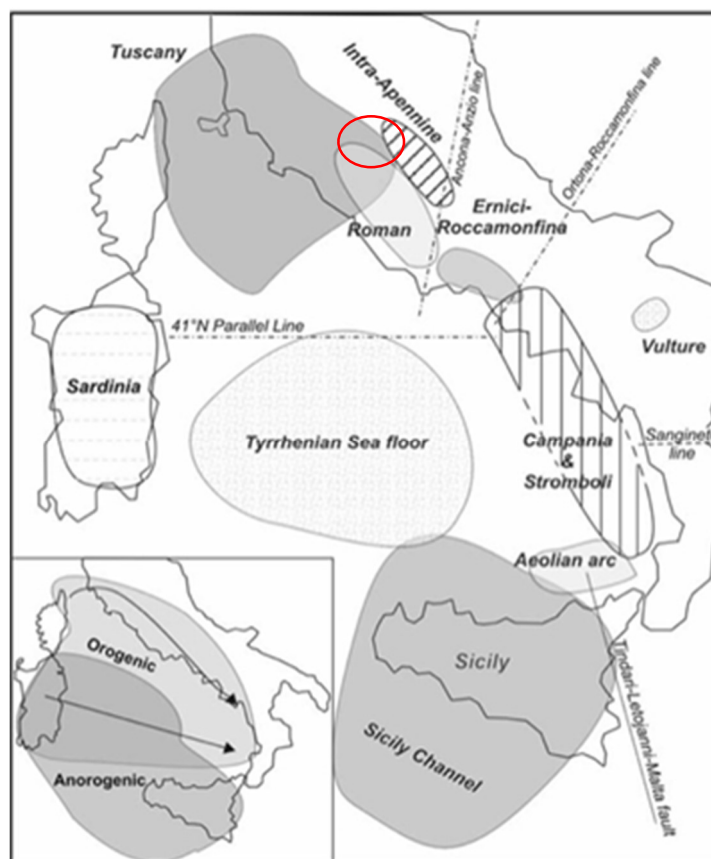 Tuscany
Intra-Apennine
Ancona-Anzio line
Ortona-Roccamonfina line
Ernici-
Roccamonfina
Roman
41°N Parallel Line
Vulture
Sardinia
Tyrrhenian Sea floor
Campania
&
Stromboli
Sangineto
line
Aeolian arc
Orogenic
Anorogenic
Sicily
Sicily Channel
Tindari-Letojanni-Malta fault